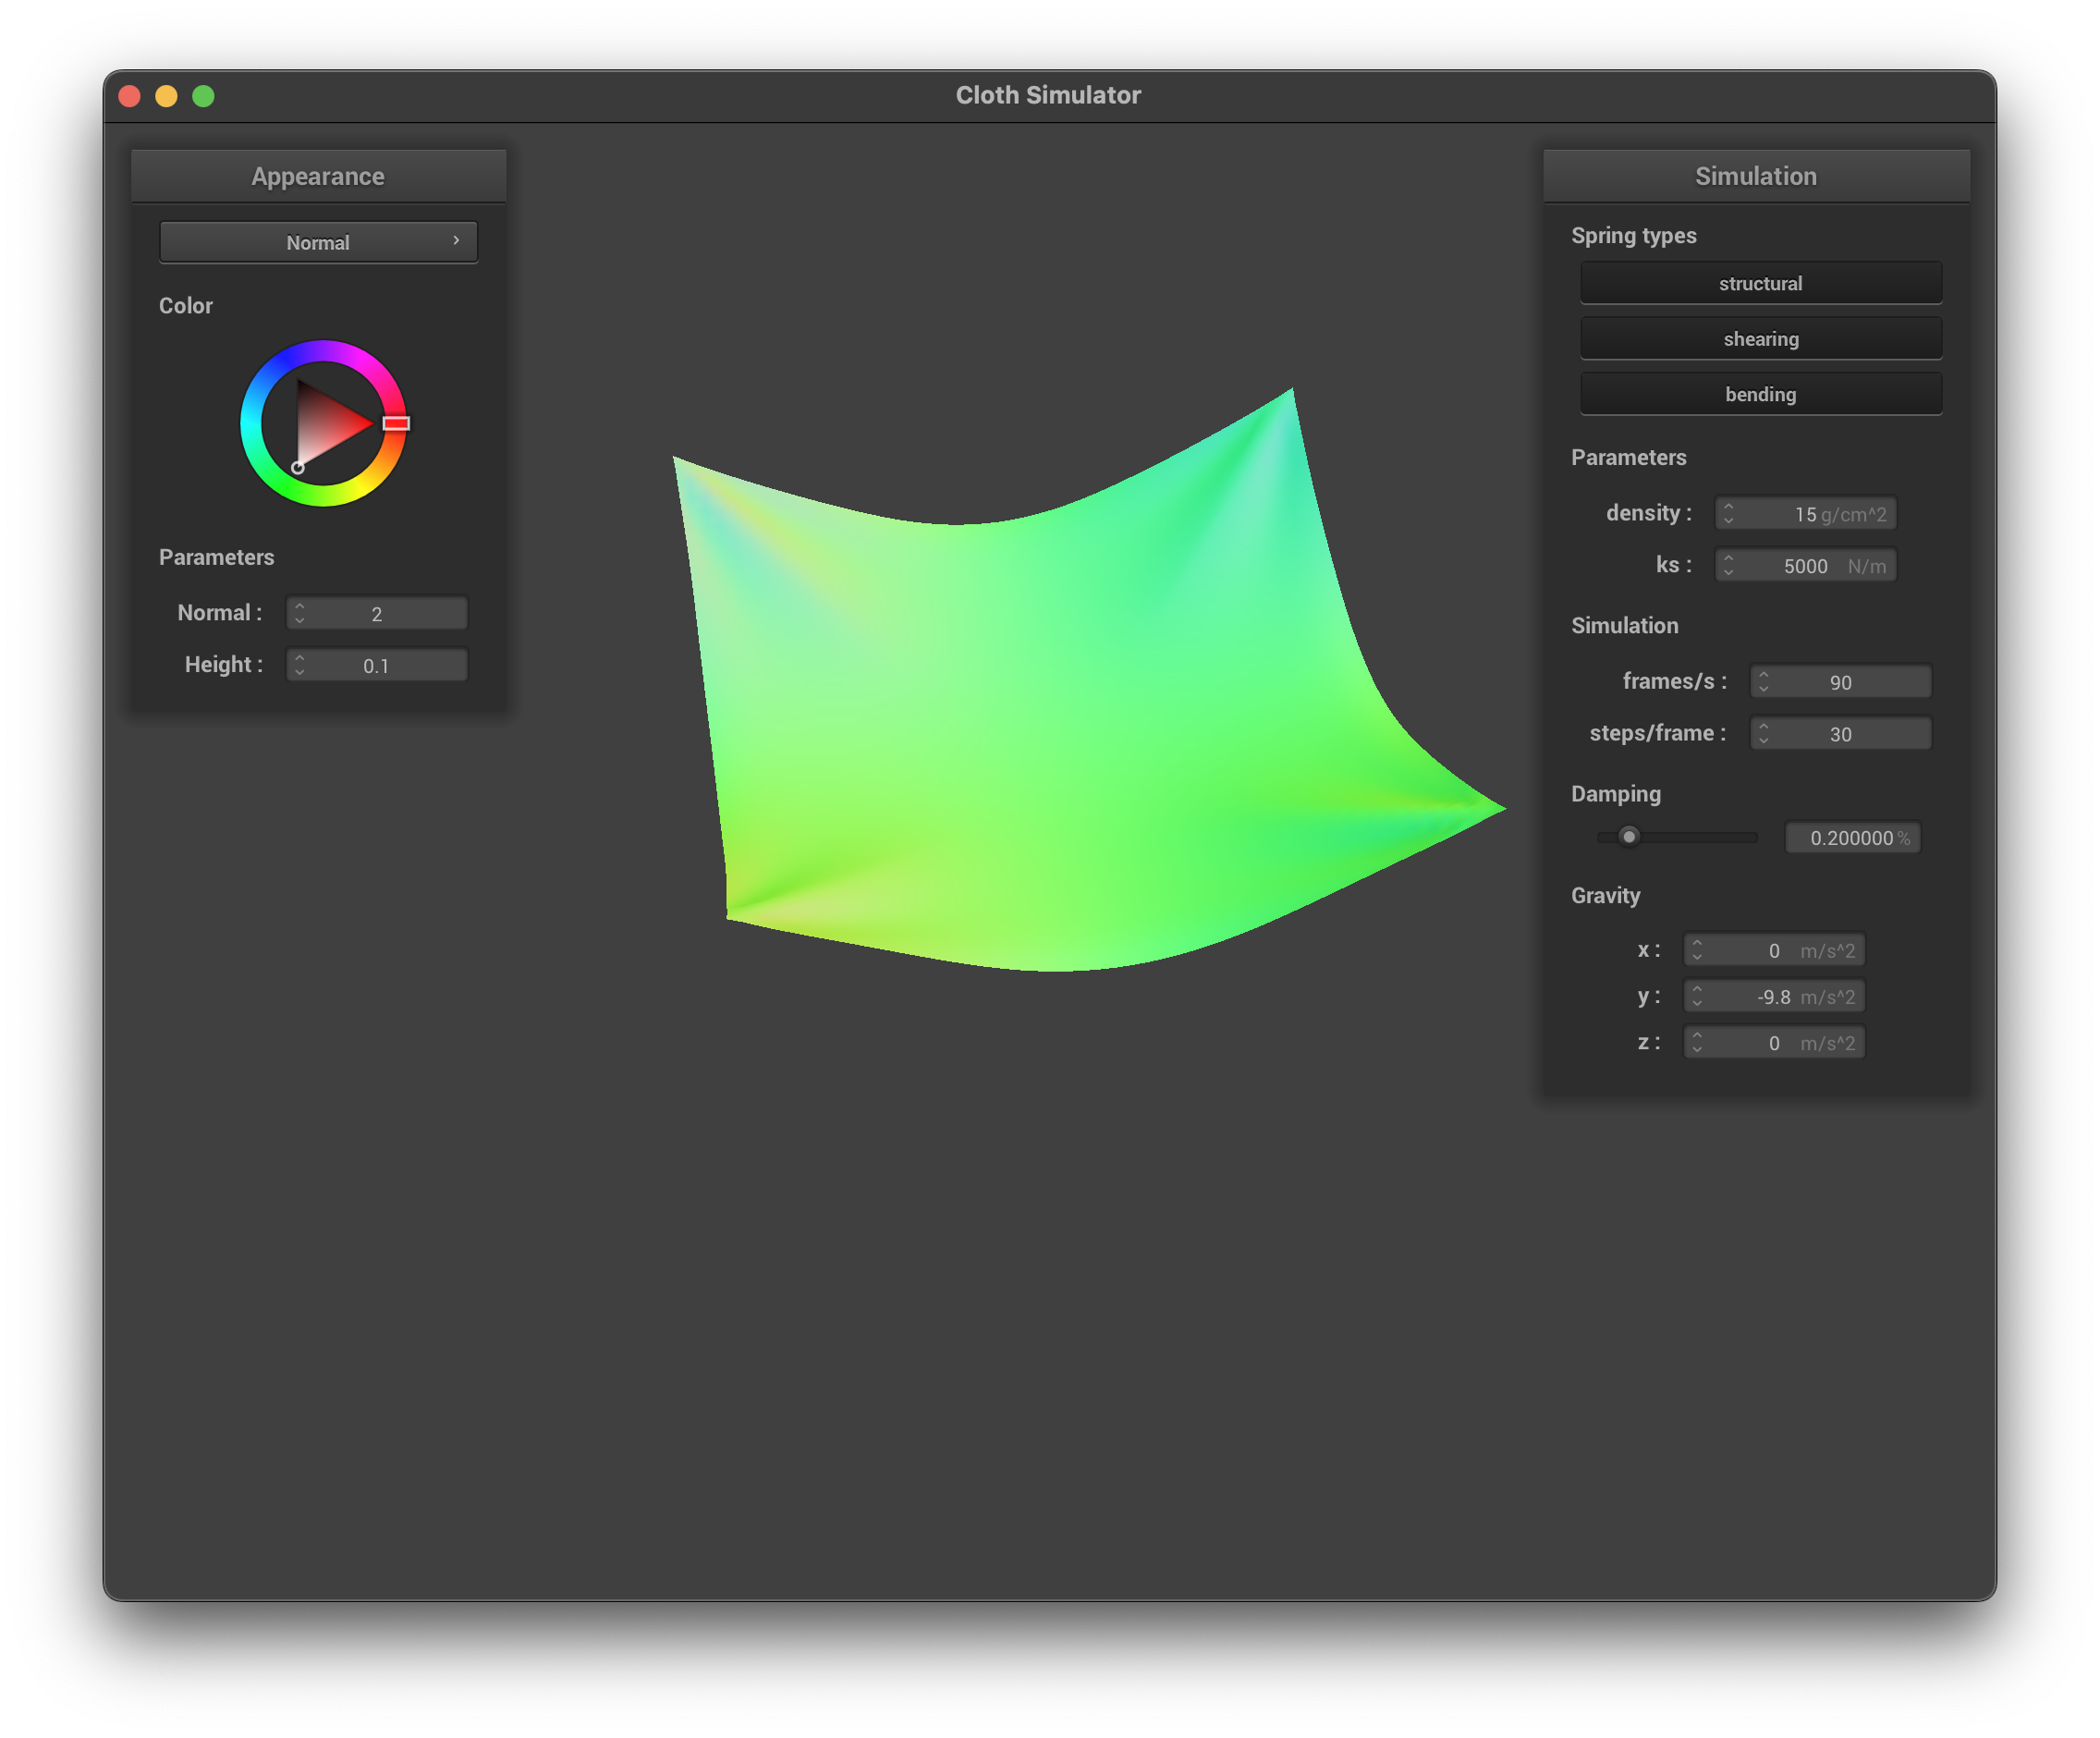 Cloth Simulator
Appearance
Normal
Color
Parameters
Normal : 2
Height : 0.1
Simulation
Spring types
structural
shearing
bending
Parameters
density : 15 g/cm^2
ks : 5000 N/m
Simulation
frames/s : 90
steps/frame : 30
Damping
0.200000 %
Gravity
x : 0 m/s^2
y : -9.8 m/s^2
z : 0 m/s^2